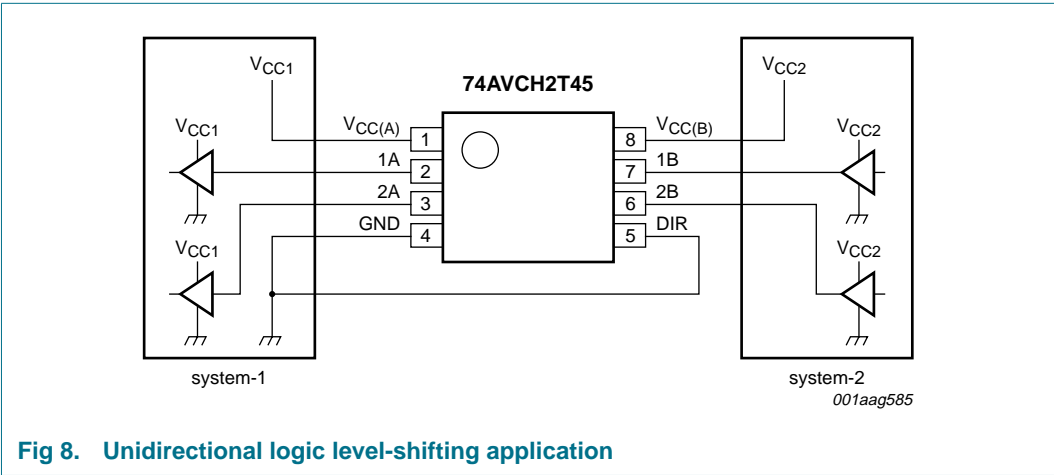 74AVCH2T45
VCC1
VCC2
VCC1
VCC(A)
1
8
VCC(B)
VCC2
1A
2
7
1B
2A
3
6
2B
GND
4
5
DIR
VCC1
VCC2
system-1
system-2
001aag585
Fig 8. Unidirectional logic level-shifting application